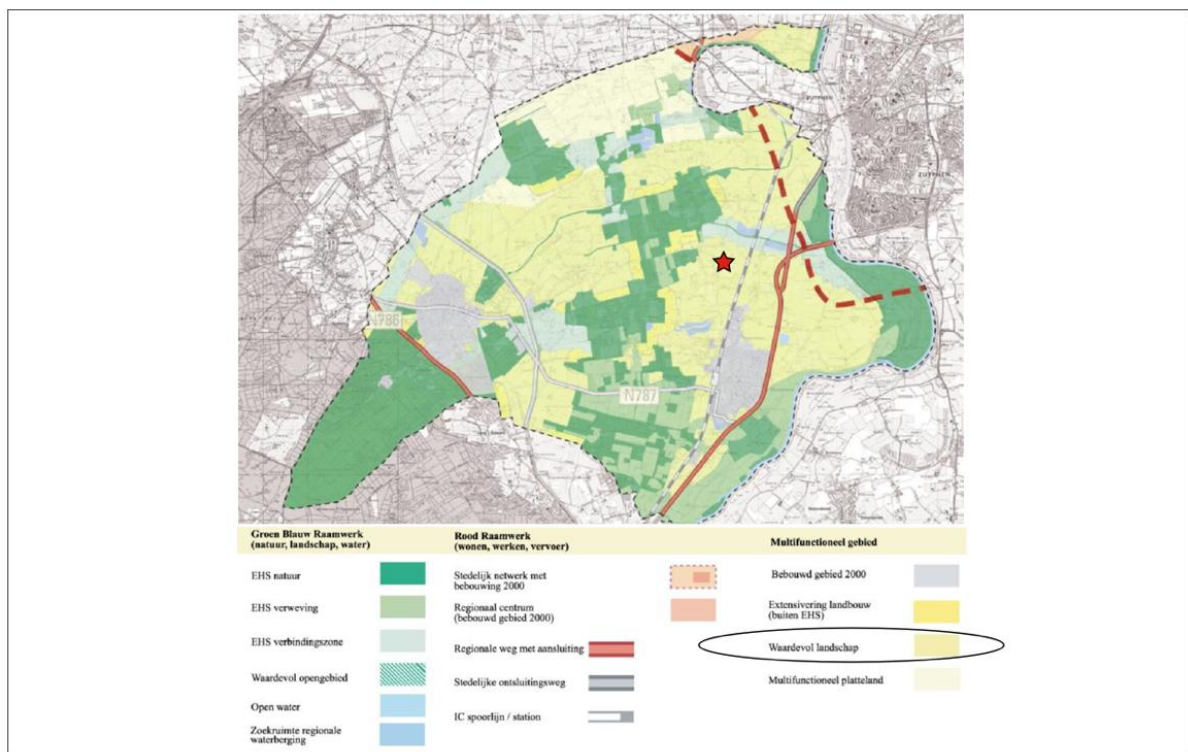 ZUTPHEN
N786
N787
Groen Blauw Raamwerk
(natuur, landschap, water)
EHS natuur
EHS verweving
EHS verbindingszone
Waardevol opengebied
Open water
Zoekruimte regionale
waterberging
Rood Raamwerk
(wonen, werken, vervoer)
Stedelijk netwerk met
bebouwing 2000
Regionaal centrum
(bebouwd gebied 2000)
Regionale weg met aansluiting
Stedelijke ontsluitingsweg
IC spoorlijn / station
Multifunctioneel gebied
Bebouwd gebied 2000
Extensivering landbouw
(buiten EHS)
Waardevol landschap
Multifunctioneel platteland